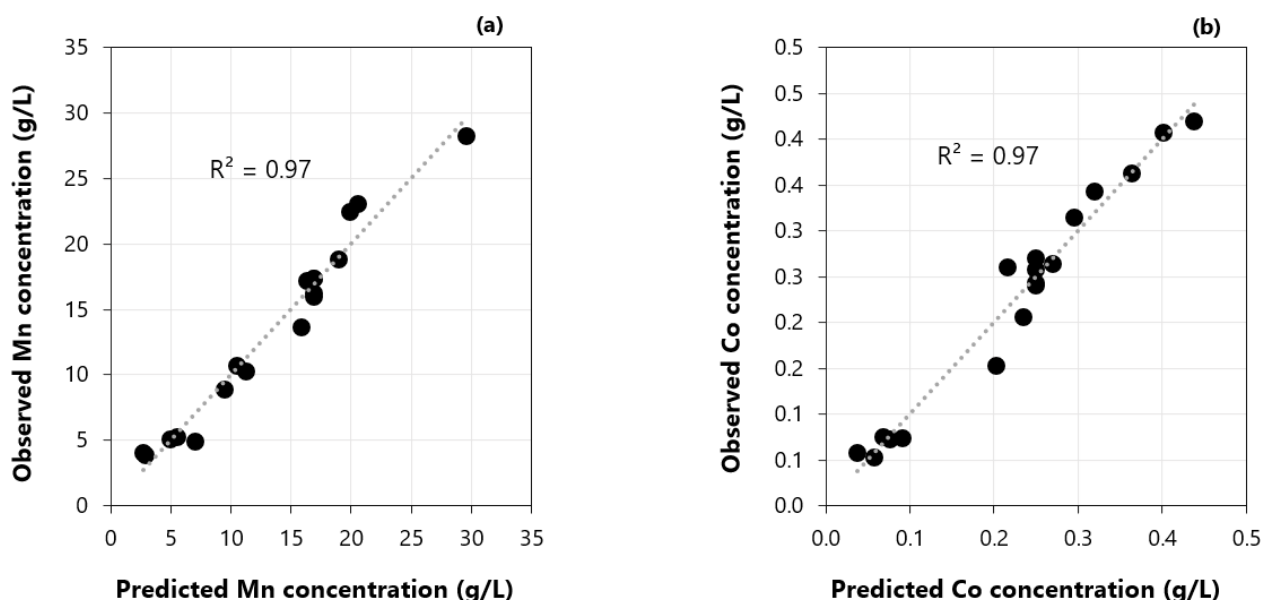 (a)
35
30
25
20
15
10
5
0
R² = 0.97
Observed Mn concentration (g/L)
0 5 10 15 20 25 30 35
Predicted Mn concentration (g/L)
(b)
0.5
0.5
0.4
0.4
0.3
0.3
0.2
0.2
0.1
0.1
0.0
R² = 0.97
Observed Co concentration (g/L)
0.0 0.1 0.2 0.3 0.4 0.5
Predicted Co concentration (g/L)